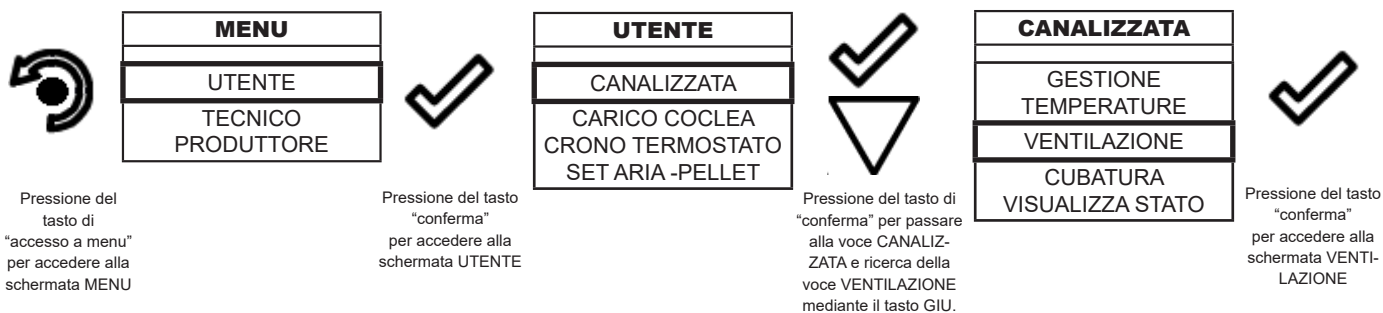 MENU
UTENTE
TECNICO
PRODUTTORE
UTENTE
CANALIZZATA
CARICO COCLEA
CRONO TERMOSTATO
SET ARIA -PELLET
CANALIZZATA
GESTIONE
TEMPERATURE
VENTILAZIONE
CUBATURA
VISUALIZZA STATO
Pressione del
tasto di
“accesso a menu”
per accedere alla
schermata MENU
Pressione del tasto
“conferma”
per accedere alla
schermata UTENTE
Pressione del tasto di
“conferma” per passare
alla voce CANALIZ-
ZATA e ricerca della
voce VENTILAZIONE
mediante il tasto GIU.
Pressione del tasto
“conferma”
per accedere alla
schermata VENTI-
LAZIONE